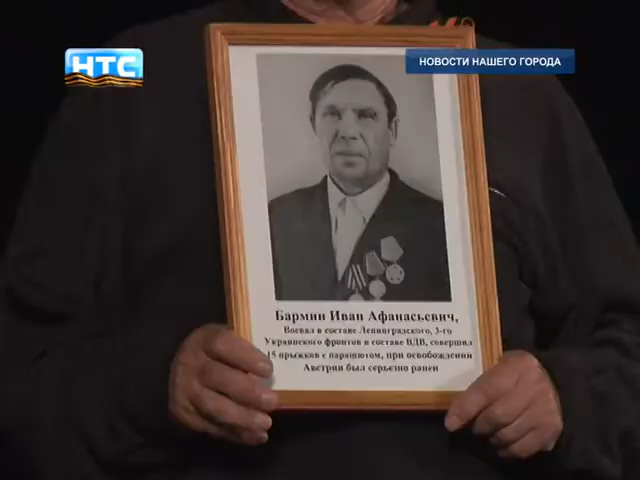 НТС
НОВОСТИ НАШЕГО ГОРОДА
Бармин Иван Афанасьевич,
Воевал в составе Ленинградского, 3-го
Украинского фронтов в составе ВДВ, совершил
15 прыжков с парашютом, при освобождении
Австрии был серьезно ранен